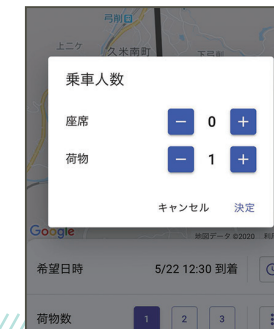 弓削日
上二ケ
久米南町
下弓削
乗車人数
座席 − 0 +
荷物 − 1 +
キャンセル 決定
Google
地図データ ©2020
希望日時 5/22 12:30 到着
荷物数 1 2 3